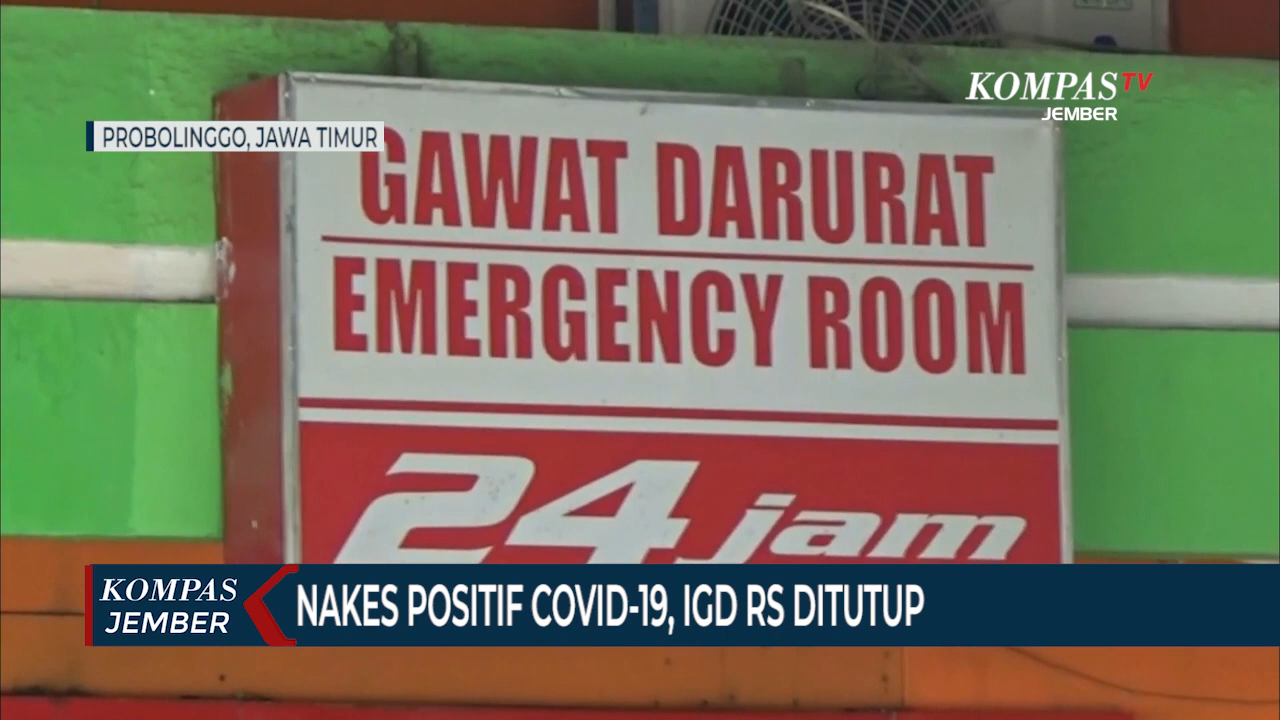 KOMPAS TV
JEMBER
PROBOLINGGO, JAWA TIMUR
GAWAT DARURAT
EMERGENCY ROOM
24 jam
KOMPAS
JEMBER
NAKES POSITIF COVID-19, IGD RS DITUTUP